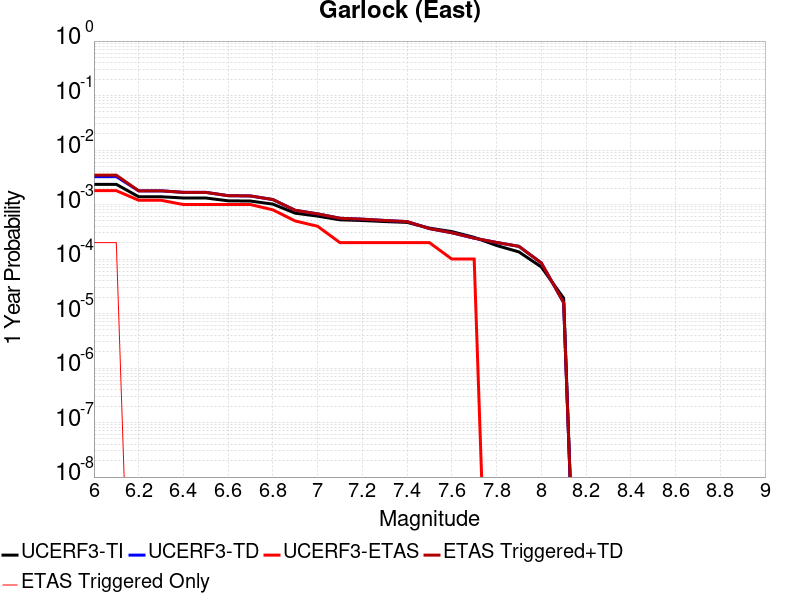 Garlock (East)
10^0
10^-1
10^-2
10^-3
10^-4
10^-5
10^-6
10^-7
10^-8
1 Year Probability
6 6.2 6.4 6.6 6.8 7 7.2 7.4 7.6 7.8 8 8.2 8.4 8.6 8.8 9
Magnitude
UCERF3-TI UCERF3-TD UCERF3-ETAS ETAS Triggered+TD
ETAS Triggered Only